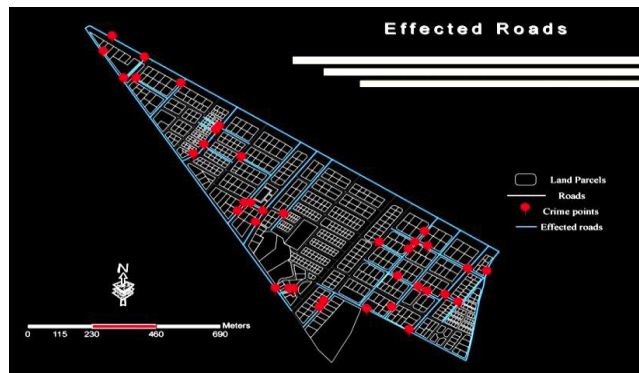 Effected Roads
Land Parcels
Roads
Crime points
Effected roads
N
Meters
0 115 230 460 690